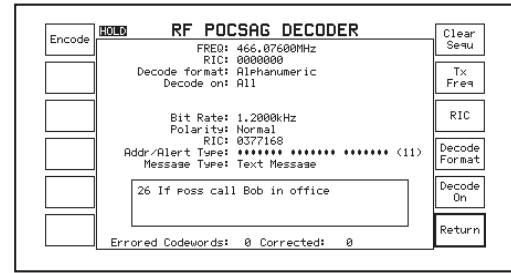 Encode
HOLD RF POCSAG DECODER
FREQ: 466.07600MHz
RIC: 0000000
Decode format: Alphanumeric
Decode on: All
Bit Rate: 1.2000kHz
Polarity: Normal
RIC: 0377168
Addr/Alert Type: ******* ******* ******* (11)
Message Type: Text Message
26 If poss call Bob in office
Errored Codewords: 0 Corrected: 0
Clear
Sequ
Tx
Freq
RIC
Decode
Format
Decode
On
Return